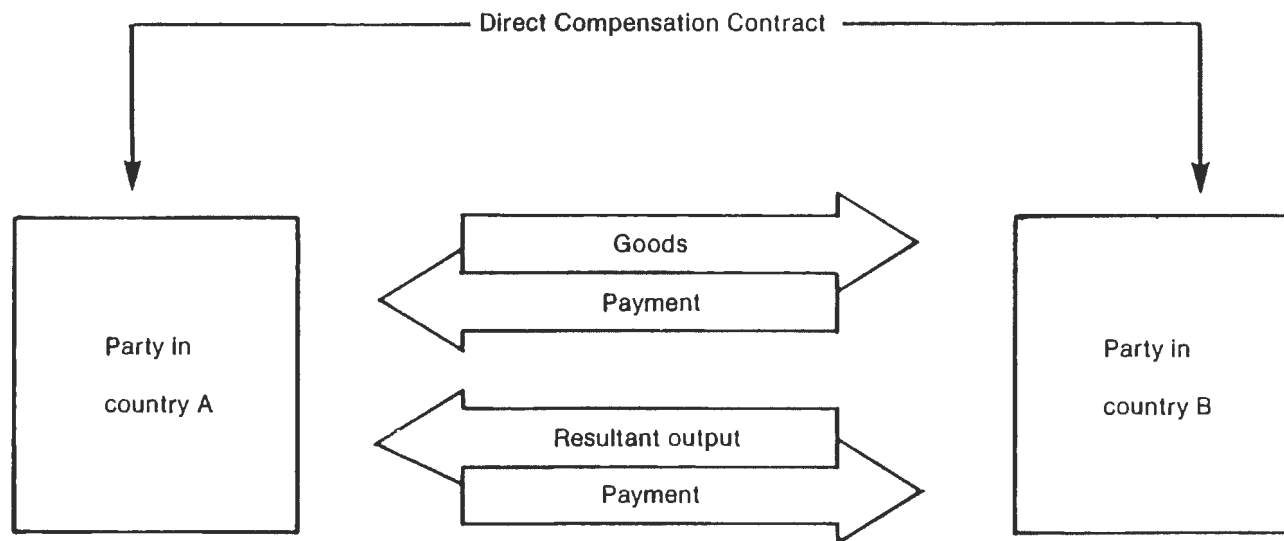 Direct Compensation Contract
Goods
Payment
Party in
country A
Party in
country B
Resultant output
Payment